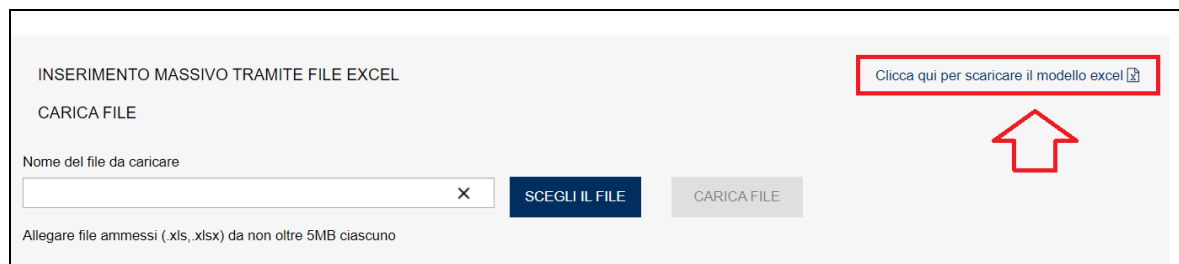 INSERIMENTO MASSIVO TRAMITE FILE EXCEL
Clicca qui per scaricare il modello excel
CARICA FILE
Nome del file da caricare
SCEGLI IL FILE
CARICA FILE
Allegare file ammessi (.xls,.xlsx) da non oltre 5MB ciascuno